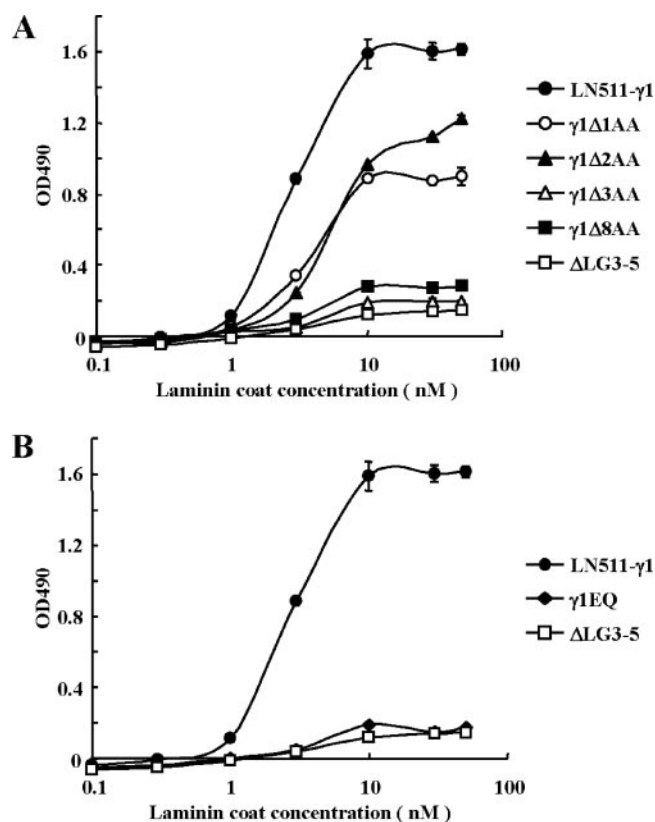 A
1.6
1.2
0.8
0.4
0
OD490
0.1
1
10
100
Laminin coat concentration ( nM )
LN511-γ1
γ1Δ1AA
γ1Δ2AA
γ1Δ3AA
γ1Δ8AA
ΔLG3-5
B
1.6
1.2
0.8
0.4
0
OD490
0.1
1
10
100
Laminin coat concentration ( nM )
LN511-γ1
γ1EQ
ΔLG3-5